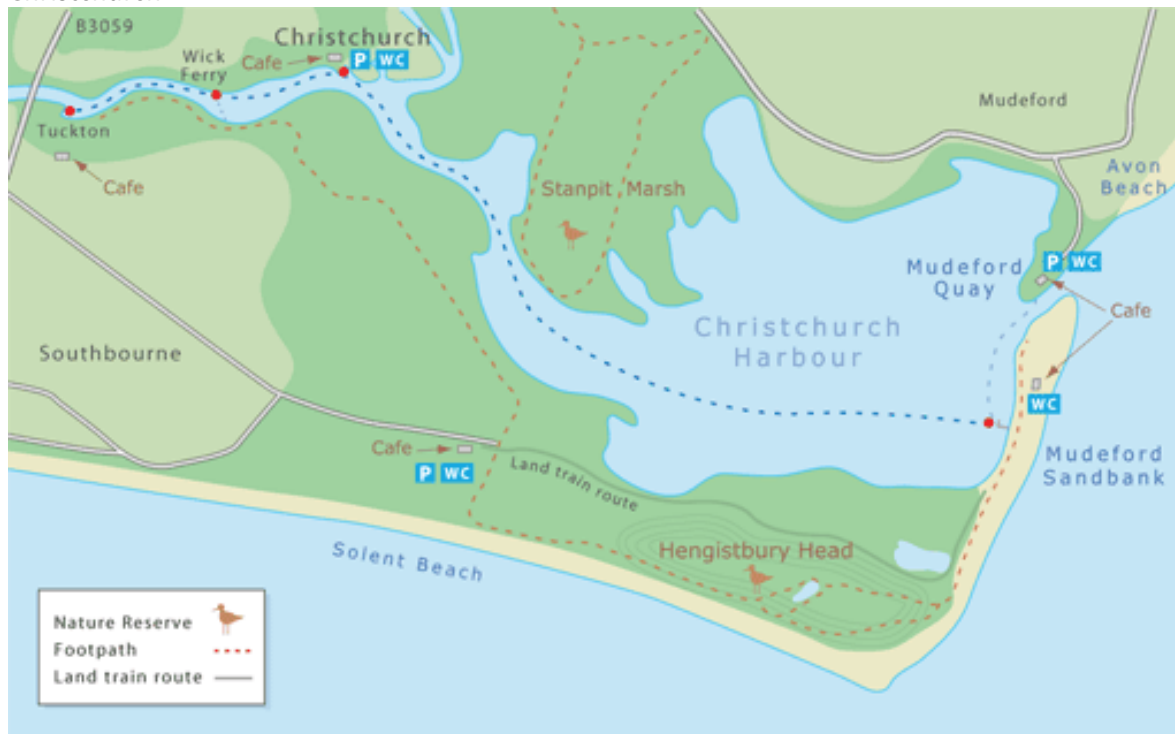 B3059
Christchurch
Cafe
P
WC
Wick
Ferry
Tuckton
Cafe
Mudeford
Avon
Beach
Stanpit Marsh
Mudeford
Quay
P
WC
Cafe
Christchurch
Harbour
Southbourne
WC
Cafe
P
WC
Land train route
Mudeford
Sandbank
Solent Beach
Hengistbury Head
Nature Reserve
Footpath
Land train route